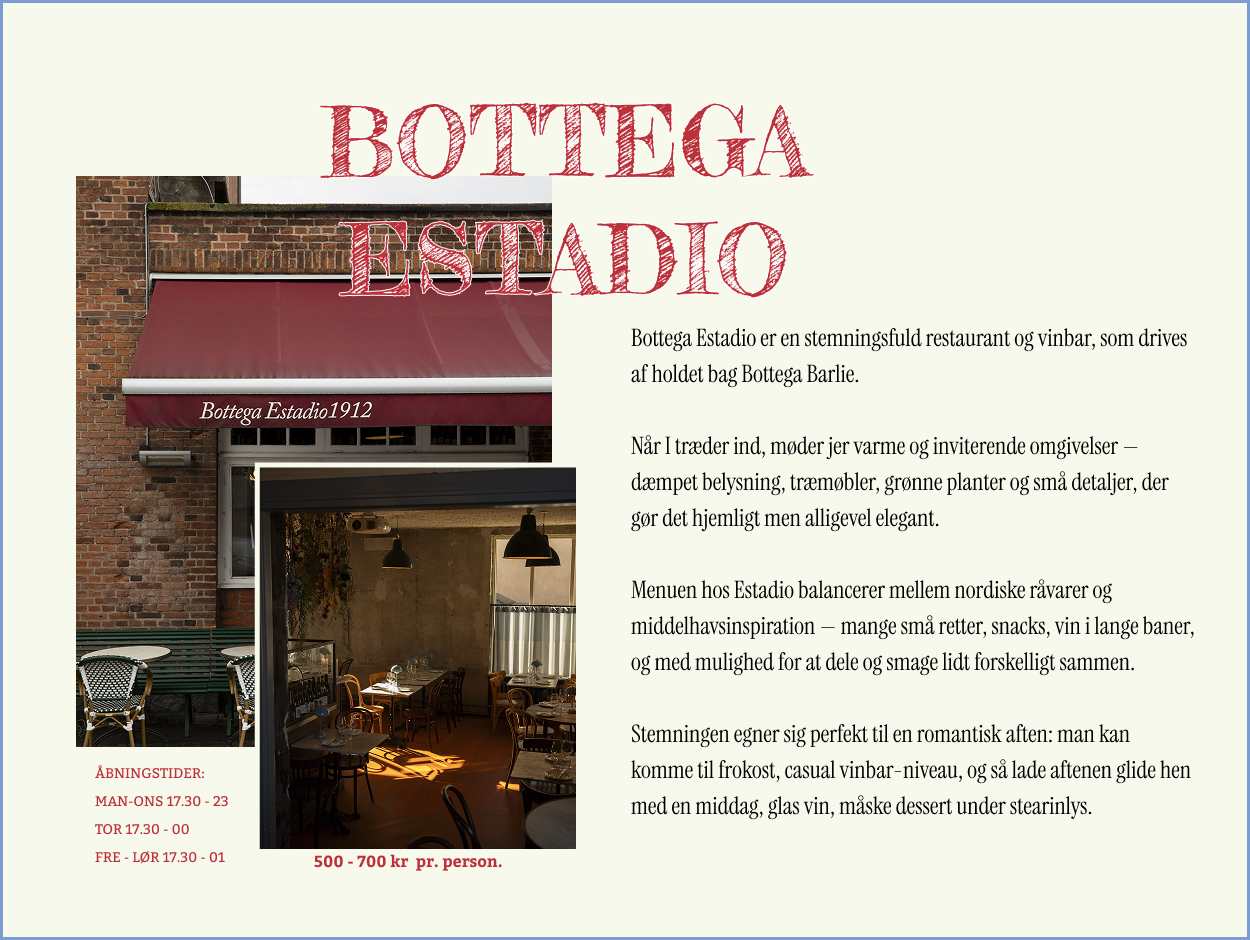 BOTTEGA
ESTADIO
Bottega Estadio1912
Bottega Estadio er en stemningsfuld restaurant og vinbar, som drives
af holdet bag Bottega Barlie.
Når I træder ind, møder jer varme og inviterende omgivelser —
dæmpet belysning, træmøbler, grønne planter og små detaljer, der
gør det hjemligt men alligevel elegant.
Menuen hos Estadio balancerer mellem nordiske råvarer og
middelhavsinspiration — mange små retter, snacks, vin i lange baner,
og med mulighed for at dele og smage lidt forskelligt sammen.
Stemningen egner sig perfekt til en romantisk aften: man kan
komme til frokost, casual vinbar-niveau, og så lade aftenen glide hen
med en middag, glas vin, måske dessert under stearinlys.
ÅBNINGSTIDER:
MAN-ONS 17.30 - 23
TOR 17.30 - 00
FRE - LØR 17.30 - 01
500 - 700 kr pr. person.